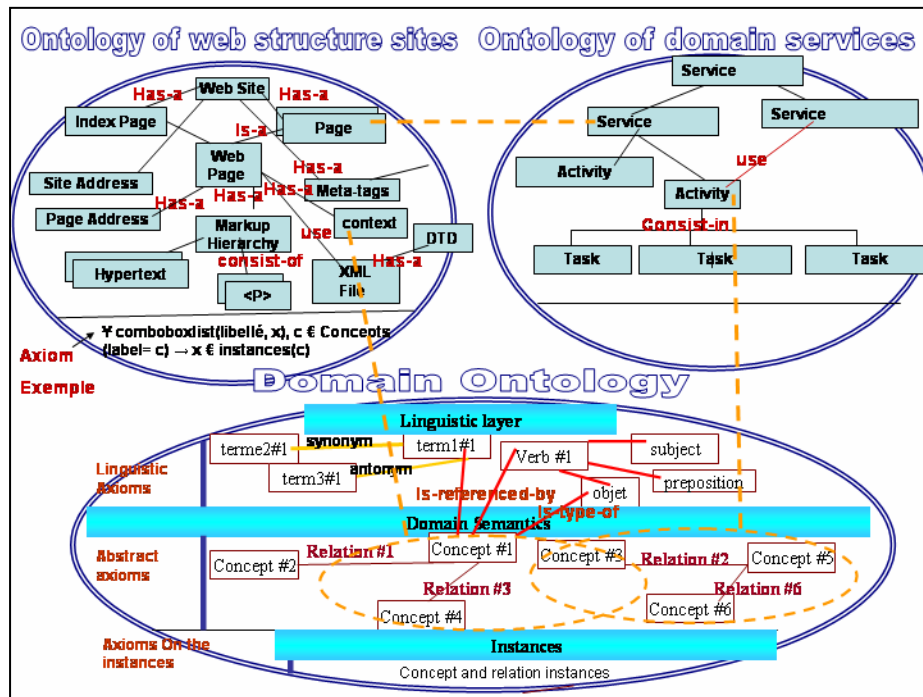 Ontology of web structure sites
Ontology of domain services
Web Site
Has-a
Has-a
Index Page
Page
Is-a
Web
Page
Has-a
Site Address
Has-a
Meta-tags
Has-a
Has-a
Has-a
Page Address
Markup
Hierarchy
use
context
DTD
Hypertext
consist-of
Has-a
XML
File
<P>
¥ comboboxlist(libellé, x), c € Concepts
(label= c) → x € instances(c)
Axiom
Exemple
Service
Service
Service
use
Activity
Activity
Consist-in
Task
Task
Task
Domain Ontology
Linguistic layer
Linguistic
Axioms
terme2#1
synonym
term1#1
Verb #1
subject
antonym
term3#1
preposition
objet
Is-referenced-by
Is-type-of
Domain Semantics
Abstract
axioms
Concept #2
Relation #1
Concept #1
Concept #3
Relation #2
Concept #5
Relation #3
Relation #6
Concept #4
Concept #6
Axioms On the
instances
Instances
Concept and relation instances